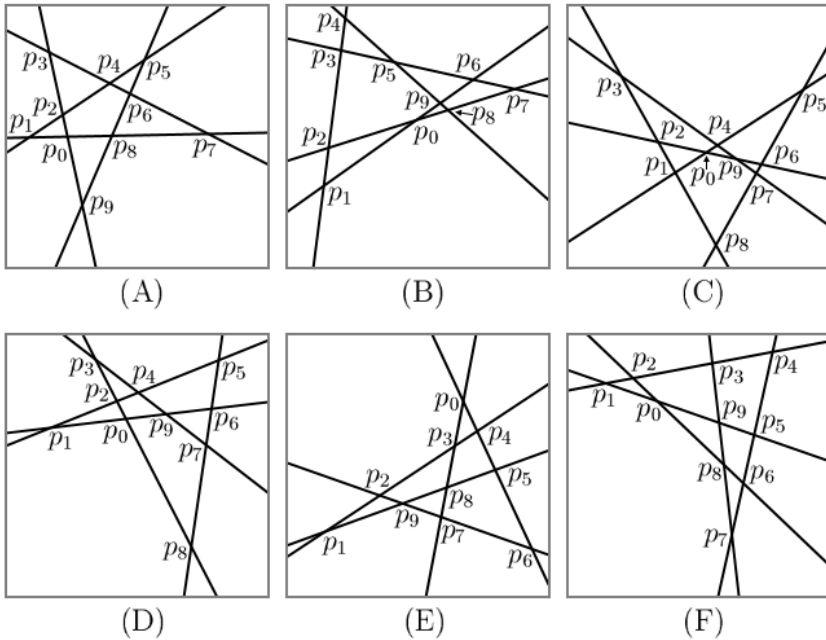 p3 p4 p5
p1 p2 p6
p0 p8 p7
p9
(A)
p4
p3 p5 p6
p9 p8 p7
p2 p0
p1
(B)
p3 p5
p2 p4 p6
p1 p0 p9 p7
p8
(C)
p3 p4 p5
p2
p1 p0 p9 p6
p7
p8
(D)
p0
p3 p4
p2 p8 p5
p1 p9 p7 p6
(E)
p2 p3 p4
p1 p0 p9 p5
p8 p6
p7
(F)